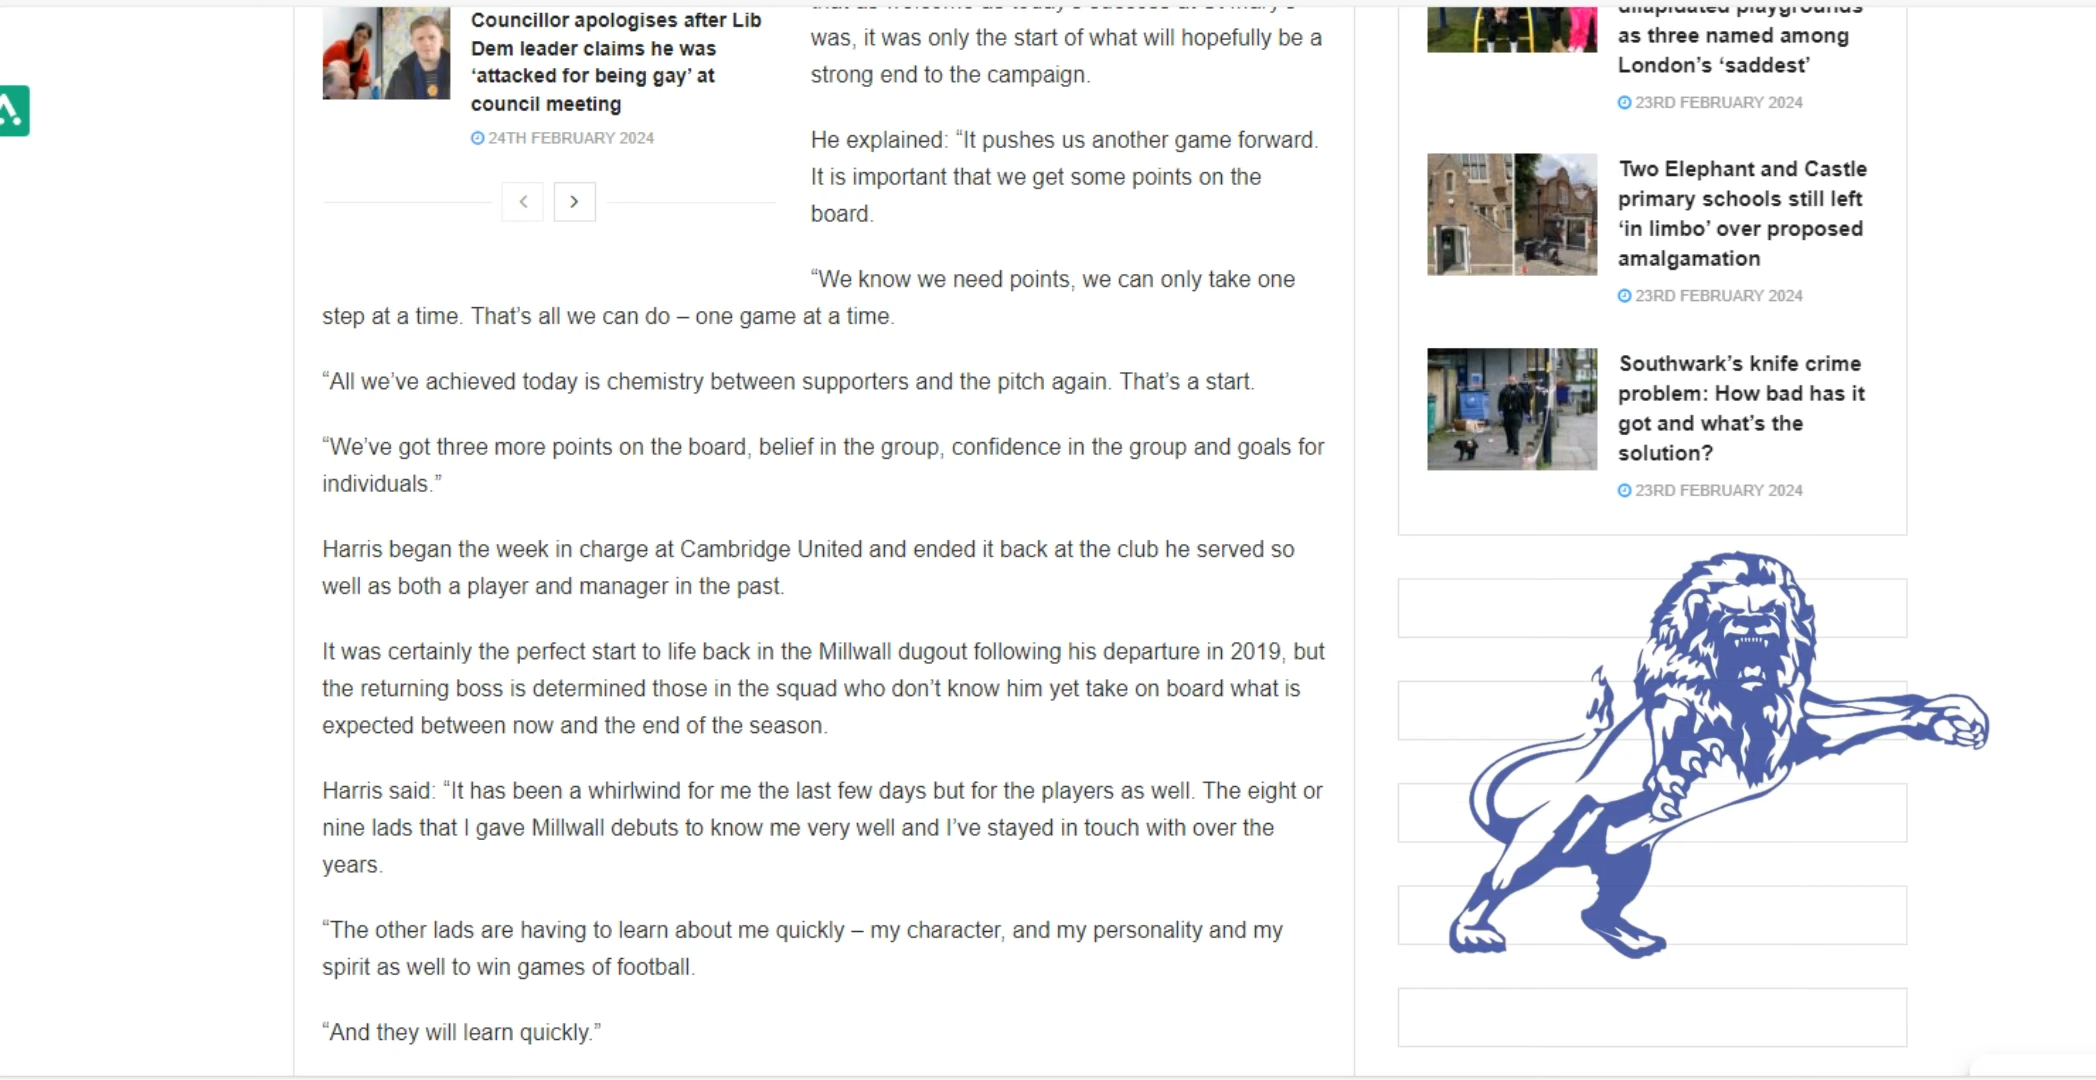 Councillor apologises after Lib
Dem leader claims he was
‘attacked for being gay’ at
council meeting
24TH FEBRUARY 2024
was, it was only the start of what will hopefully be a
strong end to the campaign.
He explained: “It pushes us another game forward.
It is important that we get some points on the
board.
“We know we need points, we can only take one
step at a time. That’s all we can do – one game at a time.
“All we’ve achieved today is chemistry between supporters and the pitch again. That’s a start.
“We’ve got three more points on the board, belief in the group, confidence in the group and goals for
individuals.”
Harris began the week in charge at Cambridge United and ended it back at the club he served so
well as both a player and manager in the past.
It was certainly the perfect start to life back in the Millwall dugout following his departure in 2019, but
the returning boss is determined those in the squad who don’t know him yet take on board what is
expected between now and the end of the season.
Harris said: “It has been a whirlwind for me the last few days but for the players as well. The eight or
nine lads that I gave Millwall debuts to know me very well and I’ve stayed in touch with over the
years.
“The other lads are having to learn about me quickly – my character, and my personality and my
spirit as well to win games of football.
“And they will learn quickly.”
dilapidated playgrounds
as three named among
London’s ‘saddest’
23RD FEBRUARY 2024
Two Elephant and Castle
primary schools still left
‘in limbo’ over proposed
amalgamation
23RD FEBRUARY 2024
Southwark’s knife crime
problem: How bad has it
got and what’s the
solution?
23RD FEBRUARY 2024